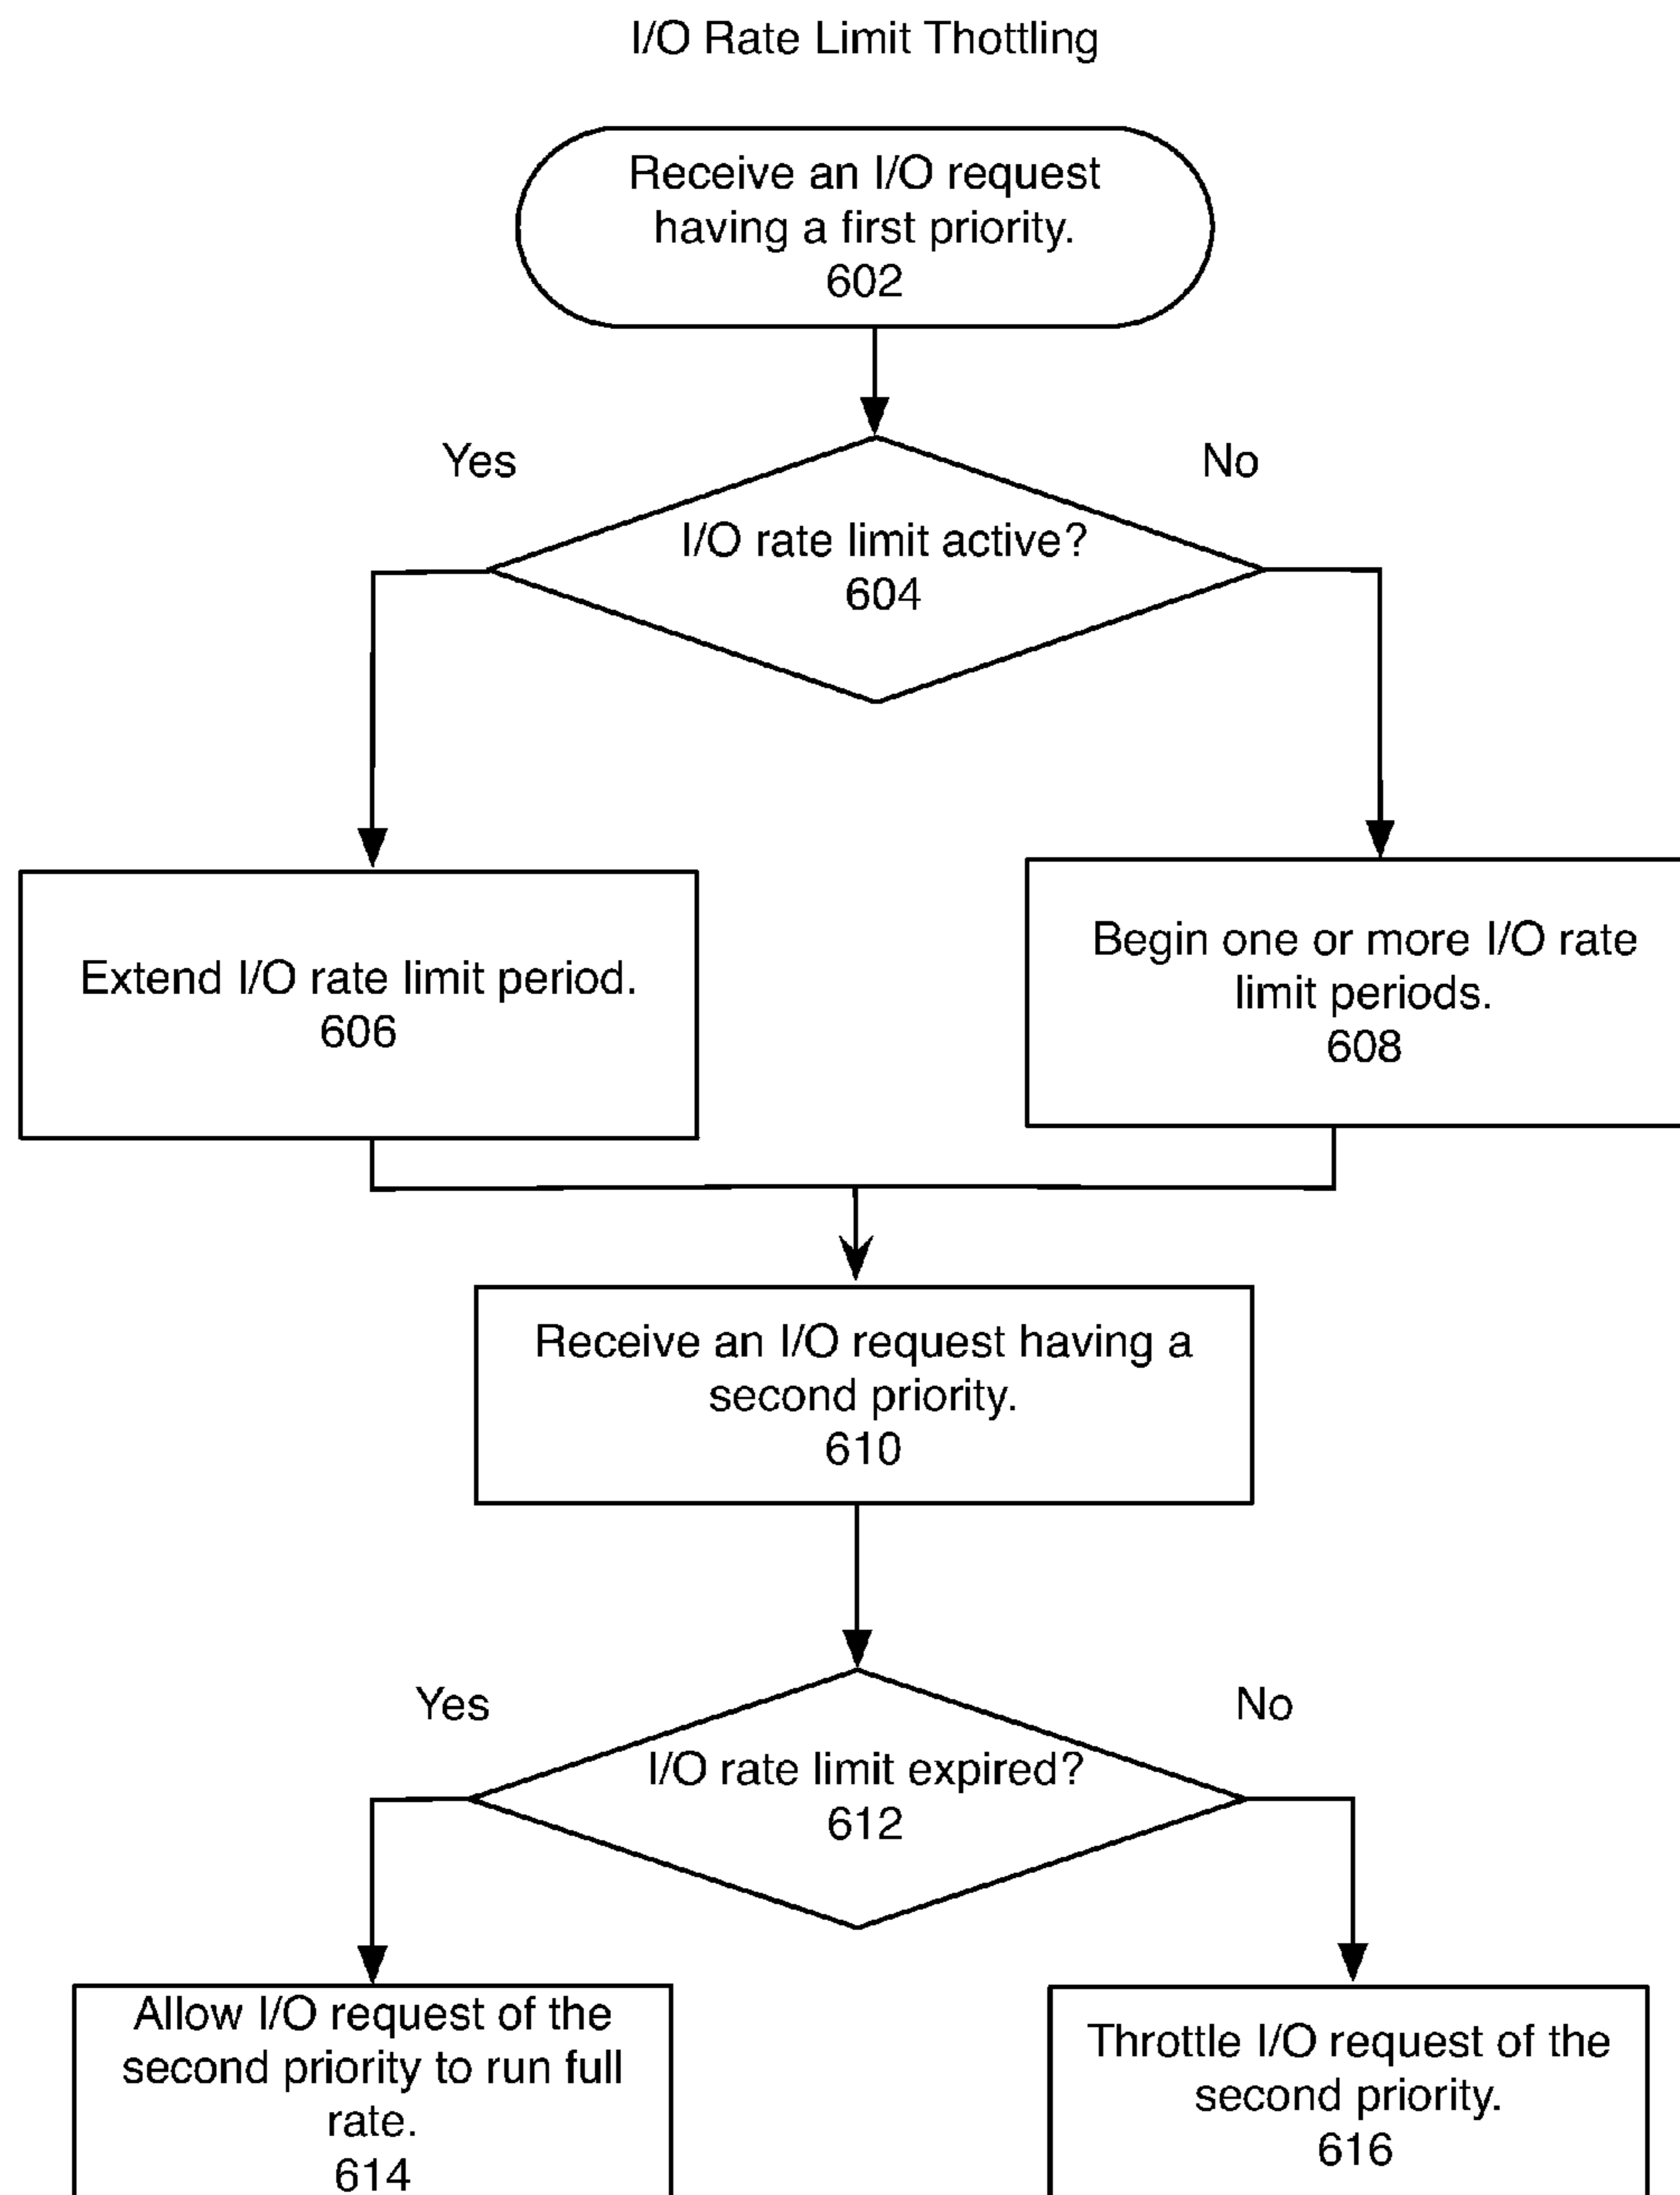 I/O Rate Limit Thottling
Receive an I/O request
having a first priority.
602
Yes
No
I/O rate limit active?
604
Extend I/O rate limit period.
606
Begin one or more I/O rate
limit periods.
608
Receive an I/O request having a
second priority.
610
Yes
No
I/O rate limit expired?
612
Allow I/O request of the
second priority to run full
rate.
614
Throttle I/O request of the
second priority.
616